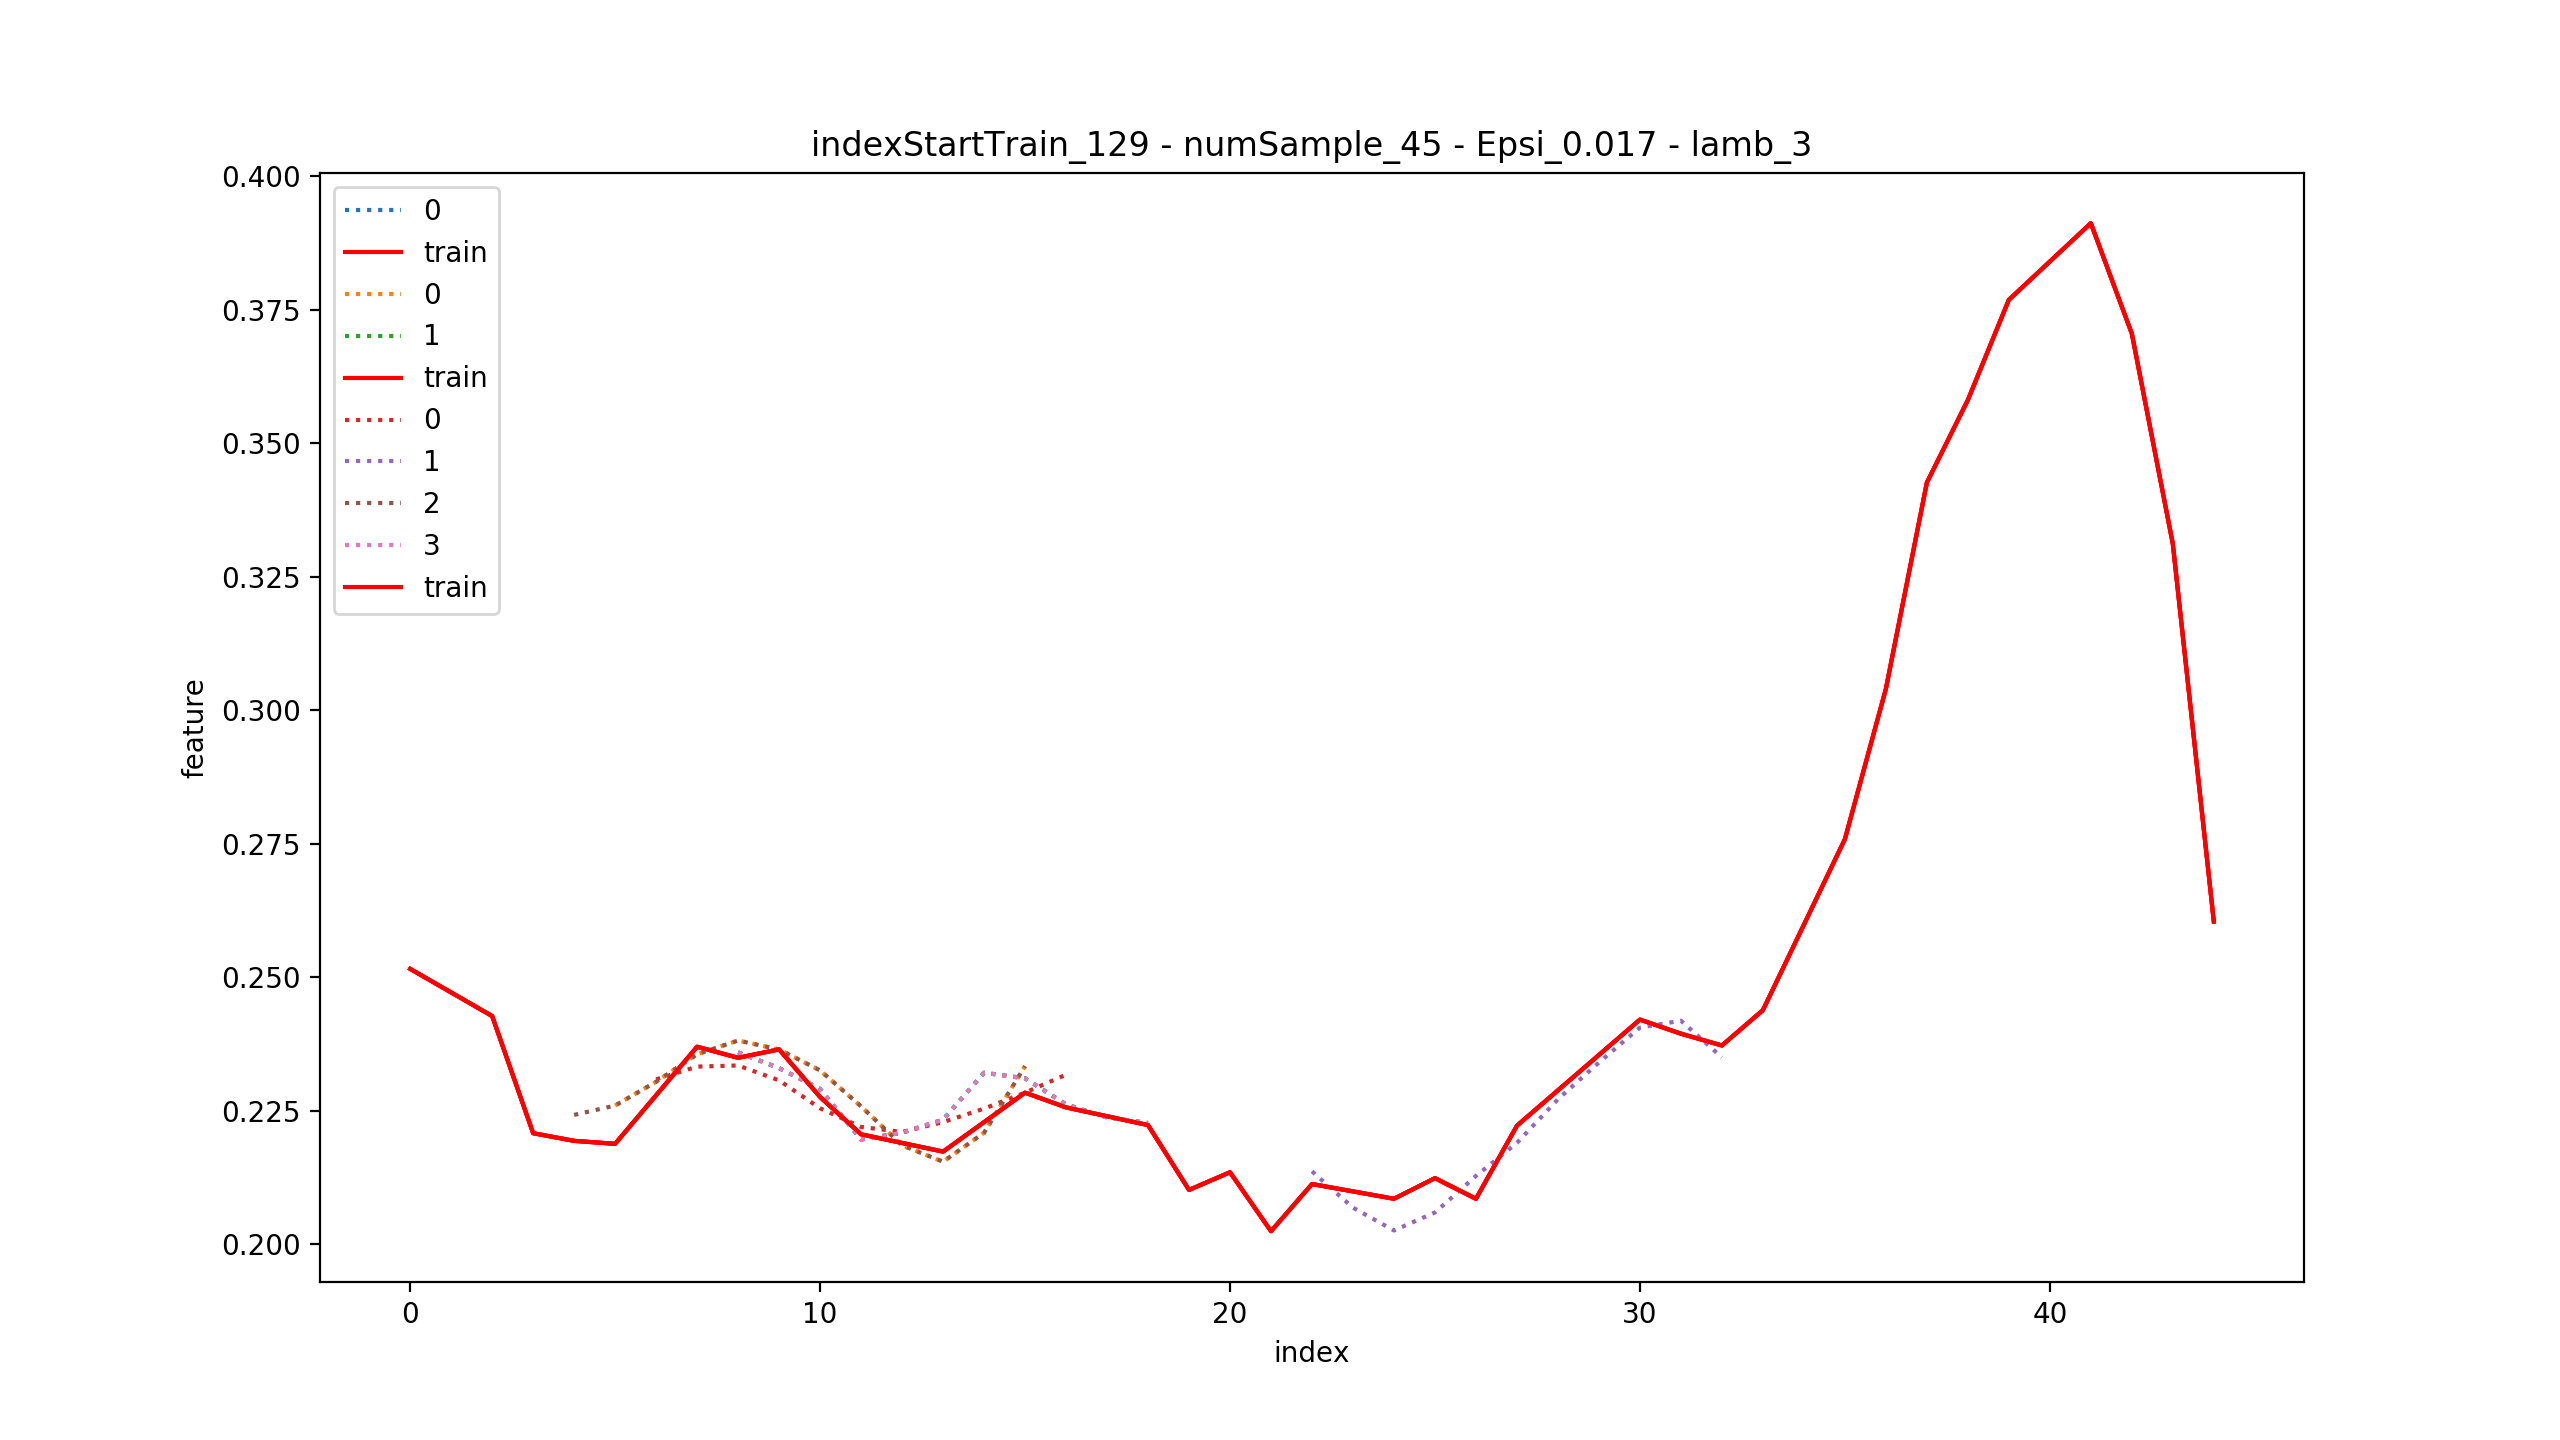 indexStartTrain_129 - numSample_45 - Epsi_0.017 - lamb_3
0.400
0.375
0.350
0.325
0.300
0.275
0.250
0.225
0.200
feature
0
train
0
1
train
0
1
2
3
train
0 10 20 30 40
index